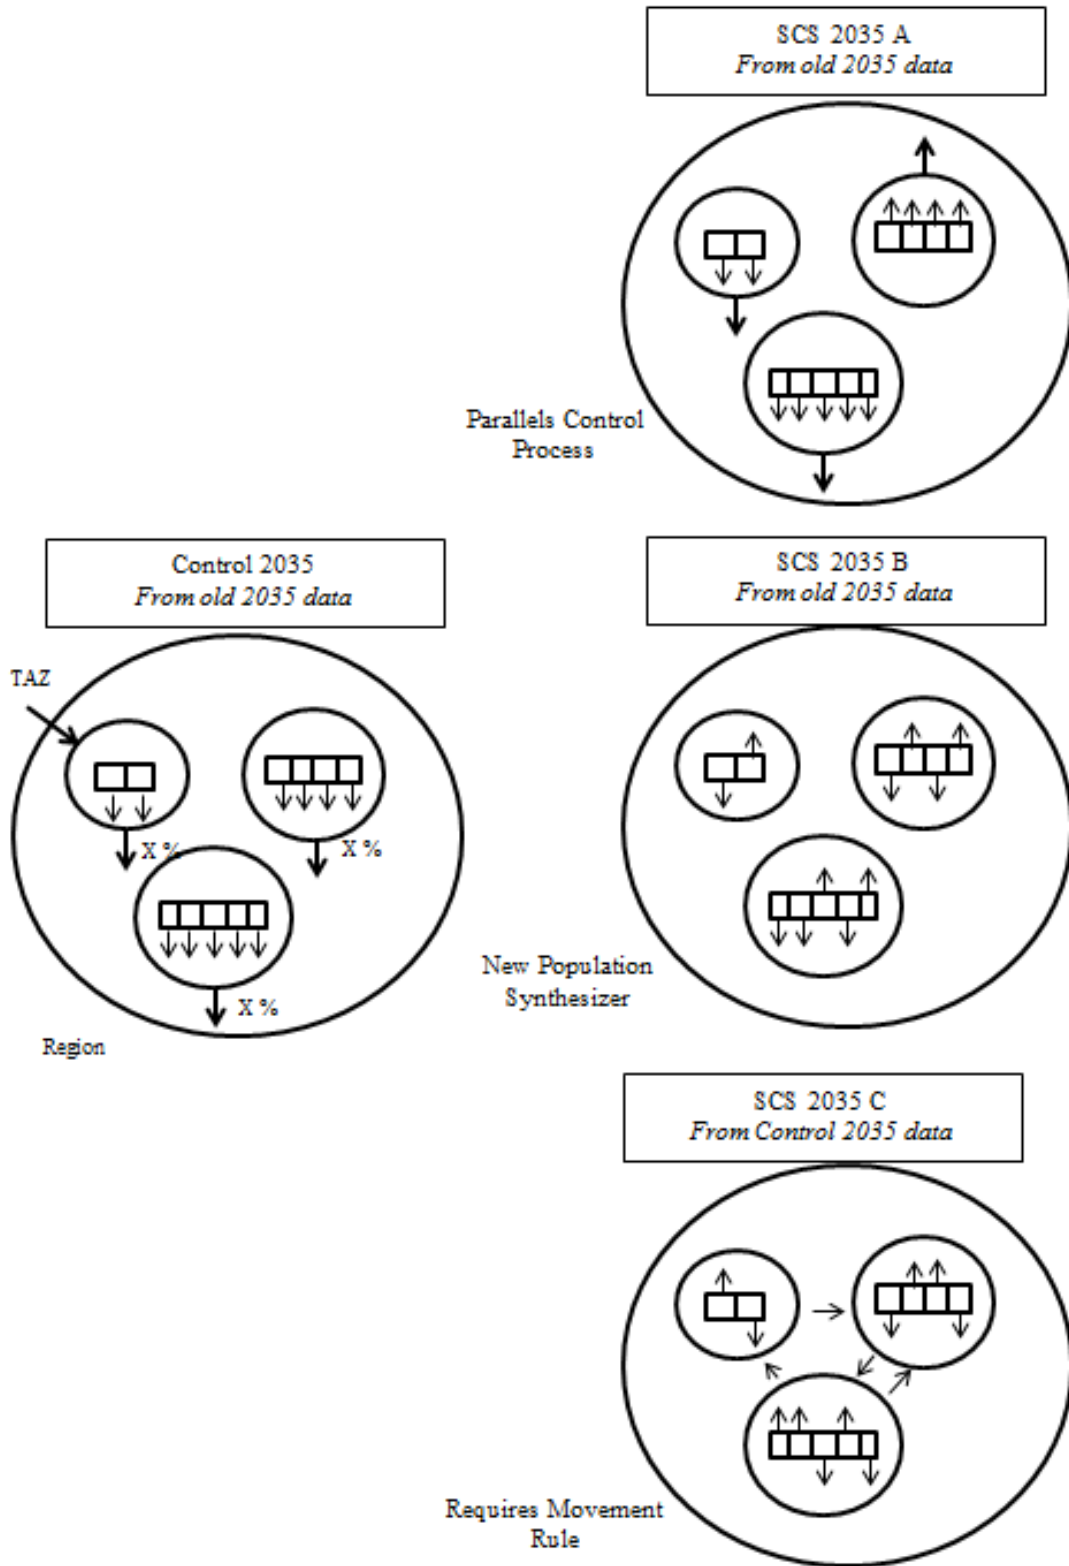 SCS 2035 A
From old 2035 data
Parallels Control
Process
Control 2035
From old 2035 data
TAZ
X %
X %
X %
Region
SCS 2035 B
From old 2035 data
New Population
Synthesizer
SCS 2035 C
From Control 2035 data
Requires Movement
Rule